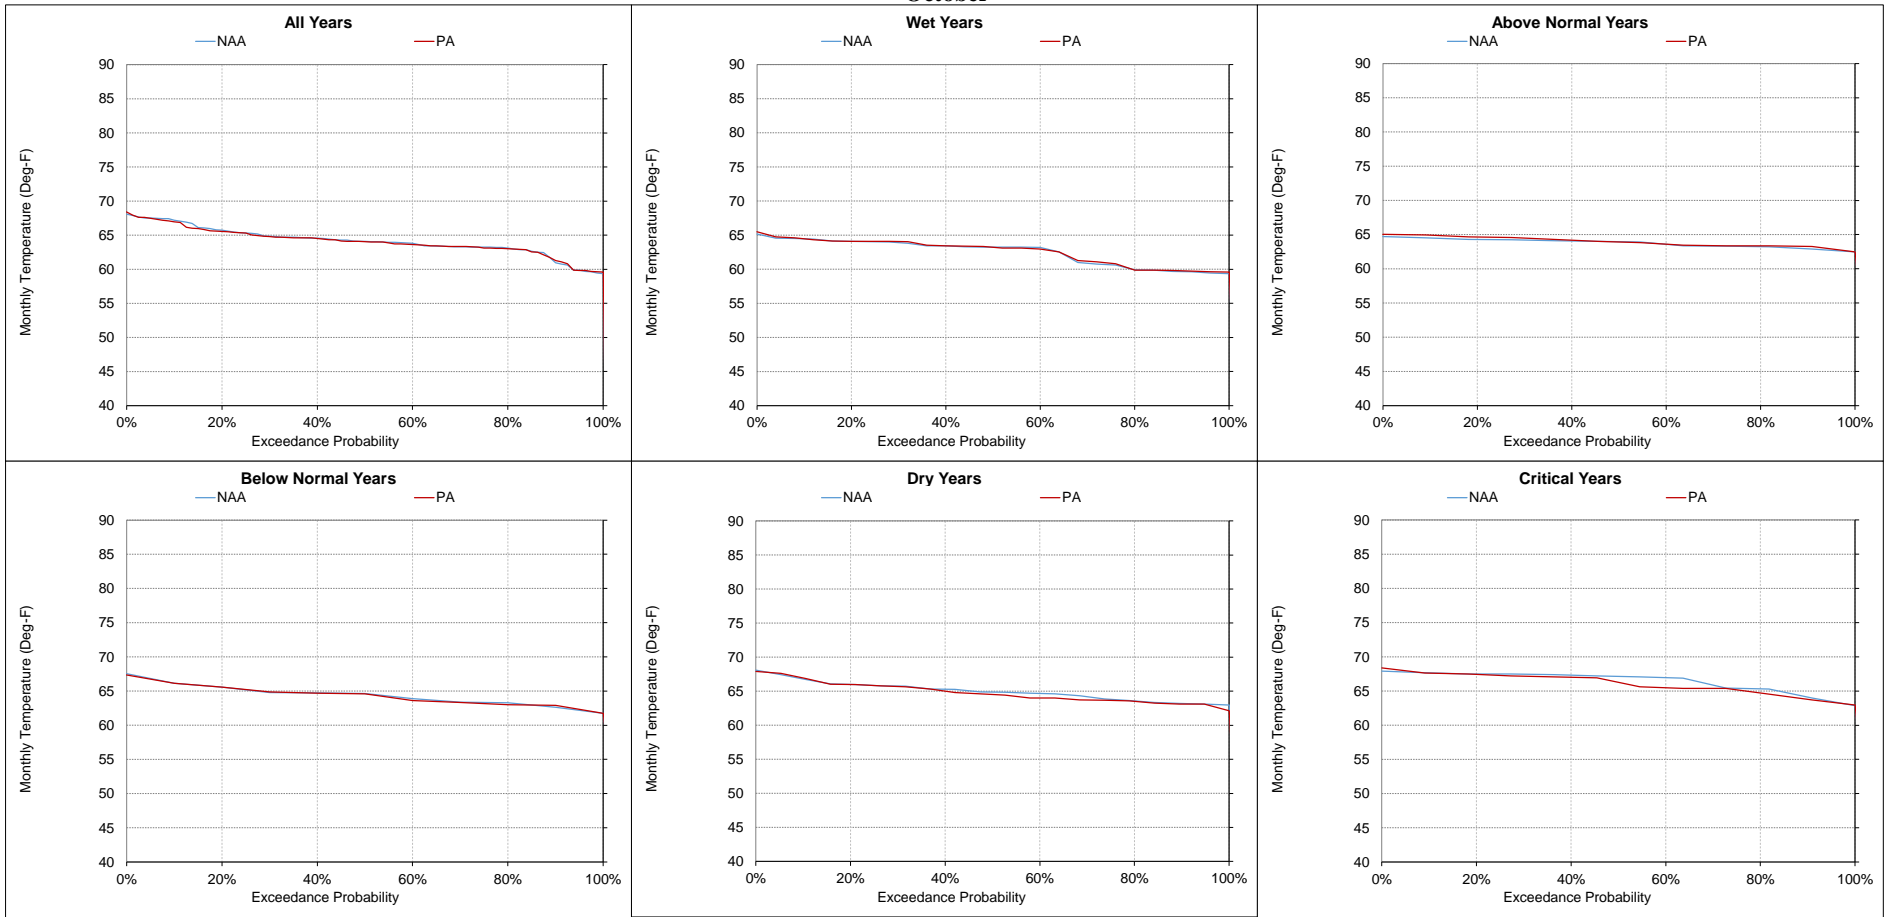 October
All Years
NAA PA
90
85
80
75
70
65
60
55
50
45
40
Monthly Temperature (Deg-F)
0% 20% 40% 60% 80% 100%
Exceedance Probability
Wet Years
NAA PA
90
85
80
75
70
65
60
55
50
45
40
Monthly Temperature (Deg-F)
0% 20% 40% 60% 80% 100%
Exceedance Probability
Above Normal Years
NAA PA
90
85
80
75
70
65
60
55
50
45
40
Monthly Temperature (Deg-F)
0% 20% 40% 60% 80% 100%
Exceedance Probability
Below Normal Years
NAA PA
90
85
80
75
70
65
60
55
50
45
40
Monthly Temperature (Deg-F)
0% 20% 40% 60% 80% 100%
Exceedance Probability
Dry Years
NAA PA
90
85
80
75
70
65
60
55
50
45
40
Monthly Temperature (Deg-F)
0% 20% 40% 60% 80% 100%
Exceedance Probability
Critical Years
NAA PA
90
85
80
75
70
65
60
55
50
45
40
Monthly Temperature (Deg-F)
0% 20% 40% 60% 80% 100%
Exceedance Probability